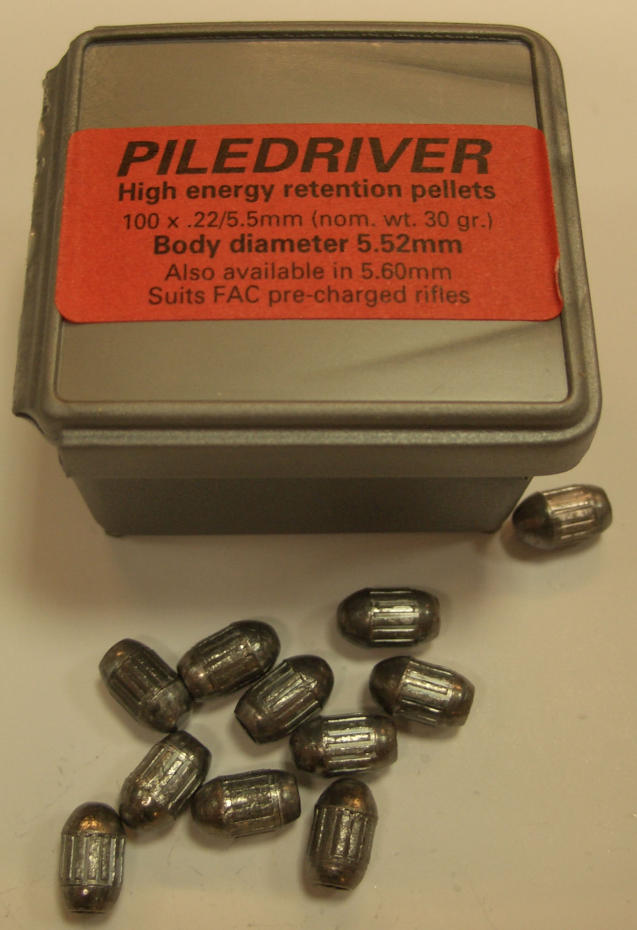 PILEDRIVER
High energy retention pellets
100 x .22/5.5mm (nom. wt. 30 gr.)
Body diameter 5.52mm
Also available in 5.60mm
Suits FAC pre-charged rifles